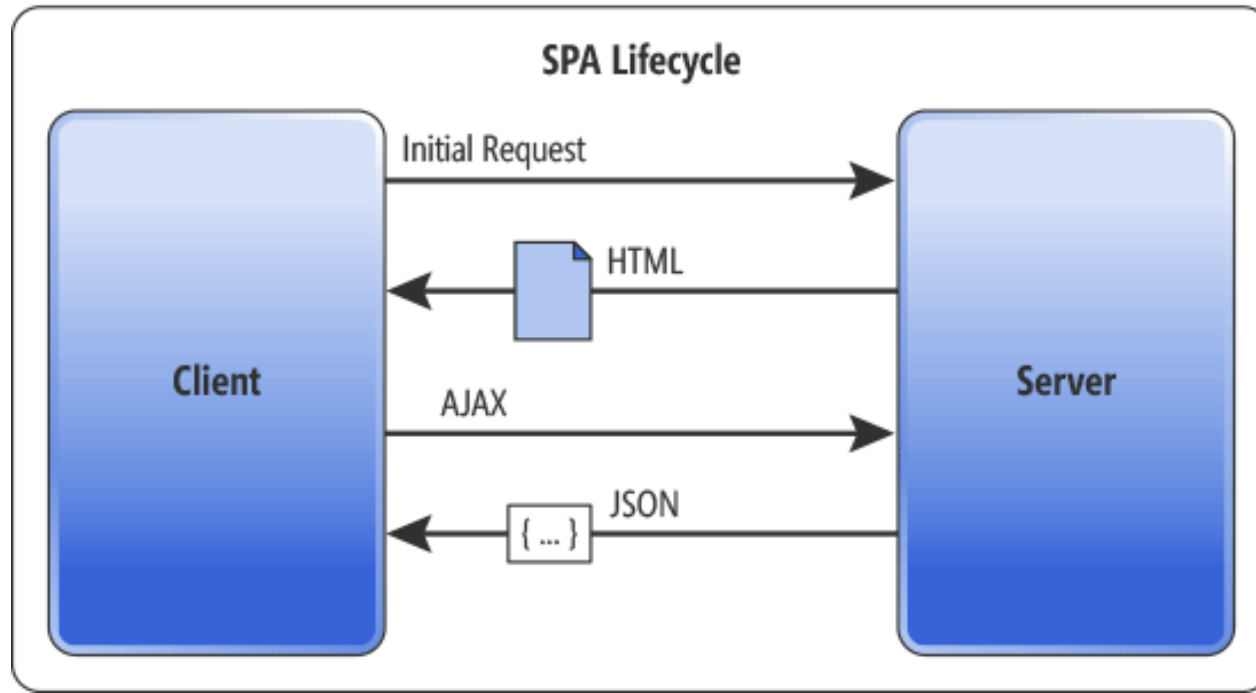 SPA Lifecycle
Initial Request
HTML
Client
Server
AJAX
JSON
{ ... }